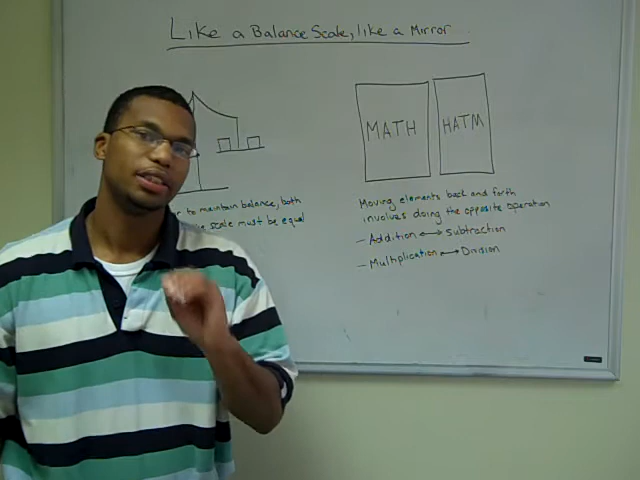 Like a Balance Scale, like a Mirror
MATH
HATM
to maintain balance, both
scale must be equal
Moving elements back and forth
involves doing the opposite operation
- Addition ↔ Subtraction
- Multiplication ↔ Division